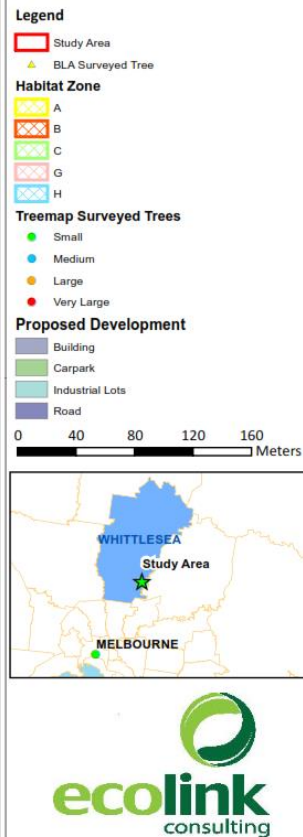 Legend
Study Area
BLA Surveyed Tree
Habitat Zone
A
B
C
G
H
Treemap Surveyed Trees
Small
Medium
Large
Very Large
Proposed Development
Building
Carpark
Industrial Lots
Road
0 40 80 120 160
Meters
WHITTLESEA
Study Area
MELBOURNE
ecolink
consulting